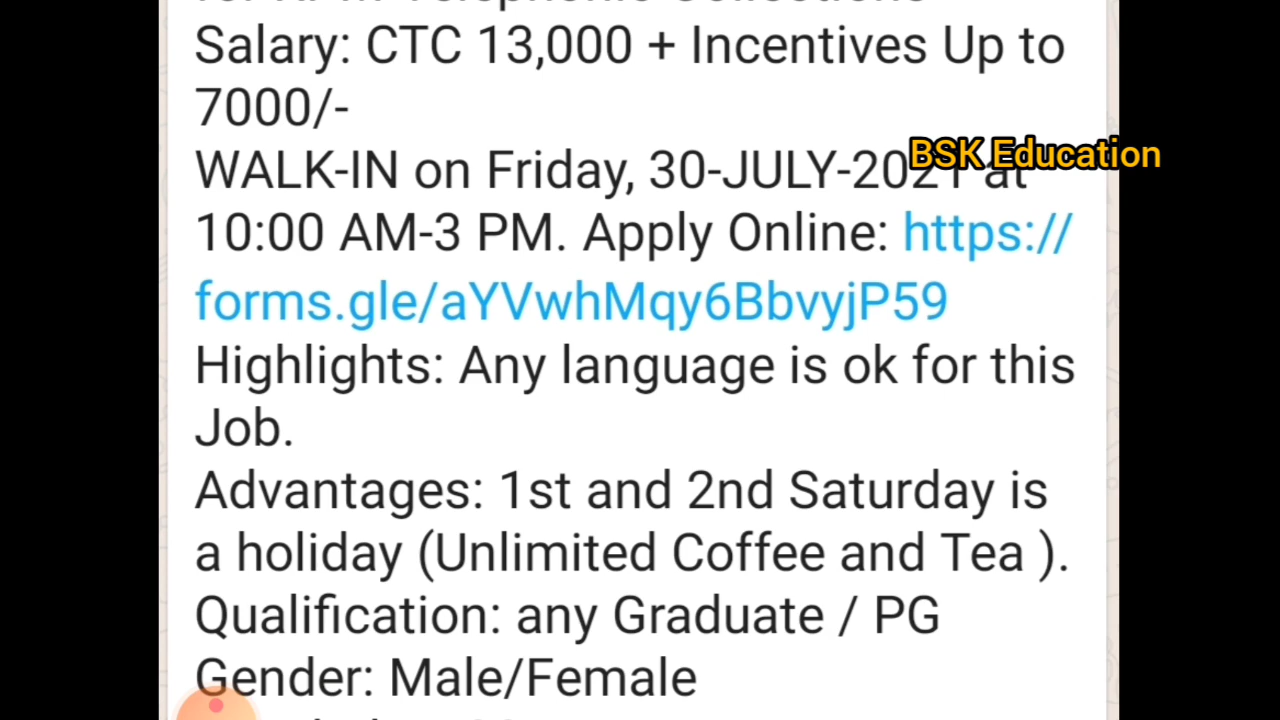 Telephonic Collections
Salary: CTC 13,000 + Incentives Up to
7000/-
BSK Education
WALK-IN on Friday, 30-JULY-2021 at
10:00 AM-3 PM. Apply Online: https://
forms.gle/aYVwhMqy6BbvyjP59
Highlights: Any language is ok for this
Job.
Advantages: 1st and 2nd Saturday is
a holiday (Unlimited Coffee and Tea ).
Qualification: any Graduate / PG
Gender: Male/Female